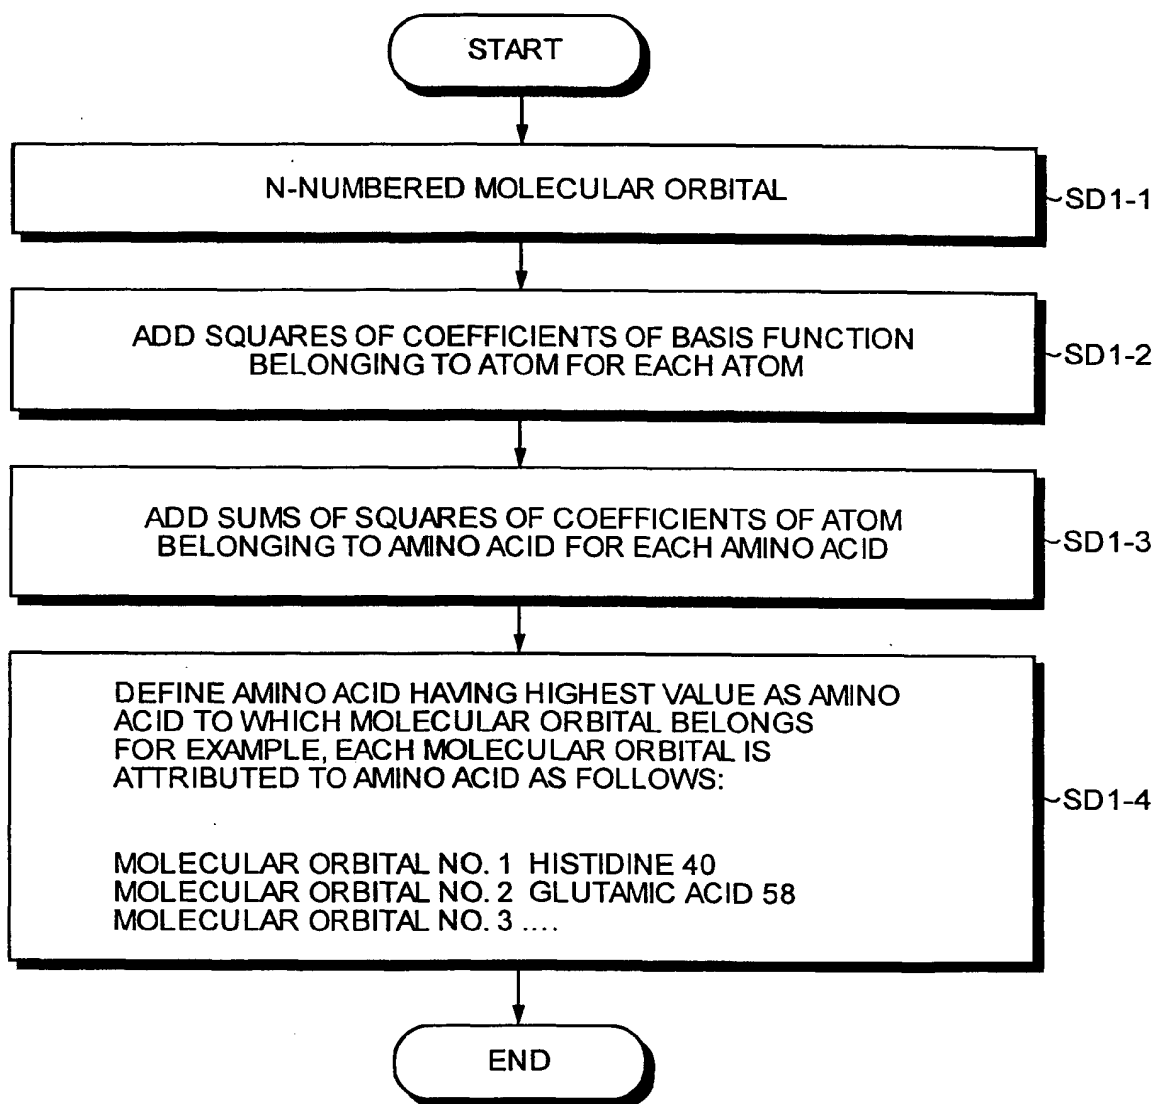 START
N-NUMBERED MOLECULAR ORBITAL
SD1-1
ADD SQUARES OF COEFFICIENTS OF BASIS FUNCTION
BELONGING TO ATOM FOR EACH ATOM
SD1-2
ADD SUMS OF SQUARES OF COEFFICIENTS OF ATOM
BELONGING TO AMINO ACID FOR EACH AMINO ACID
SD1-3
DEFINE AMINO ACID HAVING HIGHEST VALUE AS AMINO
ACID TO WHICH MOLECULAR ORBITAL BELONGS
FOR EXAMPLE, EACH MOLECULAR ORBITAL IS
ATTRIBUTED TO AMINO ACID AS FOLLOWS:
MOLECULAR ORBITAL NO. 1 HISTIDINE 40
MOLECULAR ORBITAL NO. 2 GLUTAMIC ACID 58
MOLECULAR ORBITAL NO. 3 ....
SD1-4
END